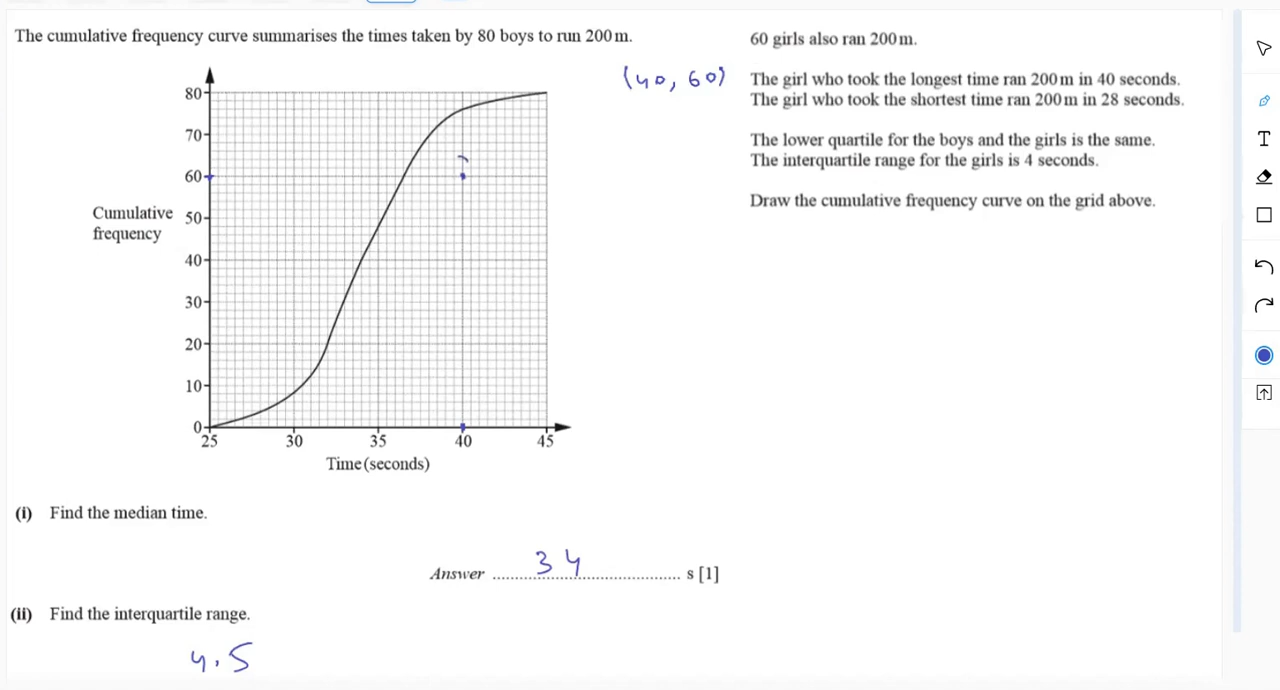 The cumulative frequency curve summarises the times taken by 80 boys to run 200 m.
80
70
60
50
40
30
20
10
0
Cumulative
frequency
25 30 35 40 45
Time (seconds)
(40, 60)
60 girls also ran 200 m.
The girl who took the longest time ran 200 m in 40 seconds.
The girl who took the shortest time ran 200 m in 28 seconds.
The lower quartile for the boys and the girls is the same.
The interquartile range for the girls is 4 seconds.
Draw the cumulative frequency curve on the grid above.
T
(i) Find the median time.
Answer 34 s [1]
(ii) Find the interquartile range.
4.5